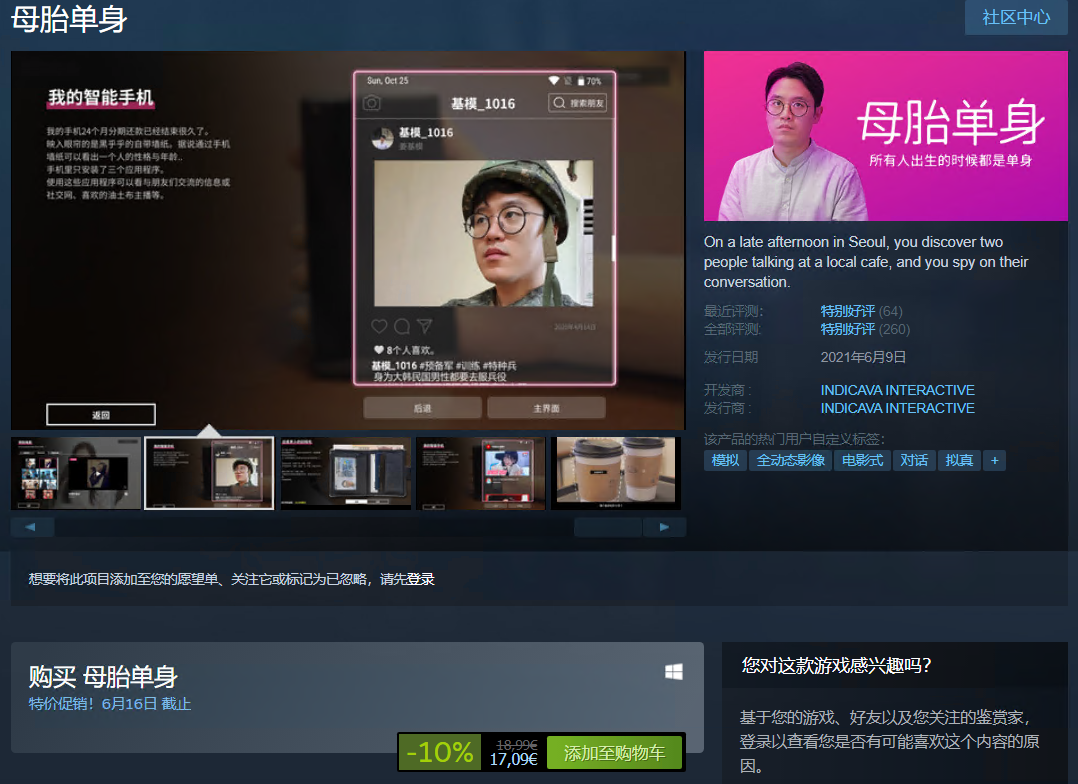 母胎单身
社区中心
我的智能手机
我的手机24个月分期还款已经结束很久了。
映入眼帘的是黑乎乎的自带墙纸。据说通过手机
墙纸可以看出一个人的性格与年龄..
手机里只安装了三个应用程序。
使用这些应用程序可以看与朋友们交流的信息或
社交网、喜欢的油土布主播等。
返回
Sun, Oct 25
70%
基模_1016
搜索朋友
基模_1016
姜基模
2020年4月16日
8个人喜欢。
基模_1016 #预备军 #训练 #特种兵
身为大韩民国男性都要去服兵役
后退
主界面
母胎单身
所有人出生的时候都是单身
On a late afternoon in Seoul, you discover two
people talking at a local cafe, and you spy on their
conversation.
最近评测:
特别好评 (64)
全部评测:
特别好评 (260)
发行日期
2021年6月9日
开发商 :
INDICAVA INTERACTIVE
发行商 :
INDICAVA INTERACTIVE
该产品的热门用户自定义标签:
模拟
全动态影像
电影式
对话
拟真
+
想要将此项目添加至您的愿望单、关注它或标记为已忽略，请先登录
购买 母胎单身
特价促销！6月16日 截止
-10%
18,99€
17,09€
添加至购物车
您对这款游戏感兴趣吗？
基于您的游戏、好友以及您关注的鉴赏家，
登录以查看您是否有可能喜欢这个内容的原
因。